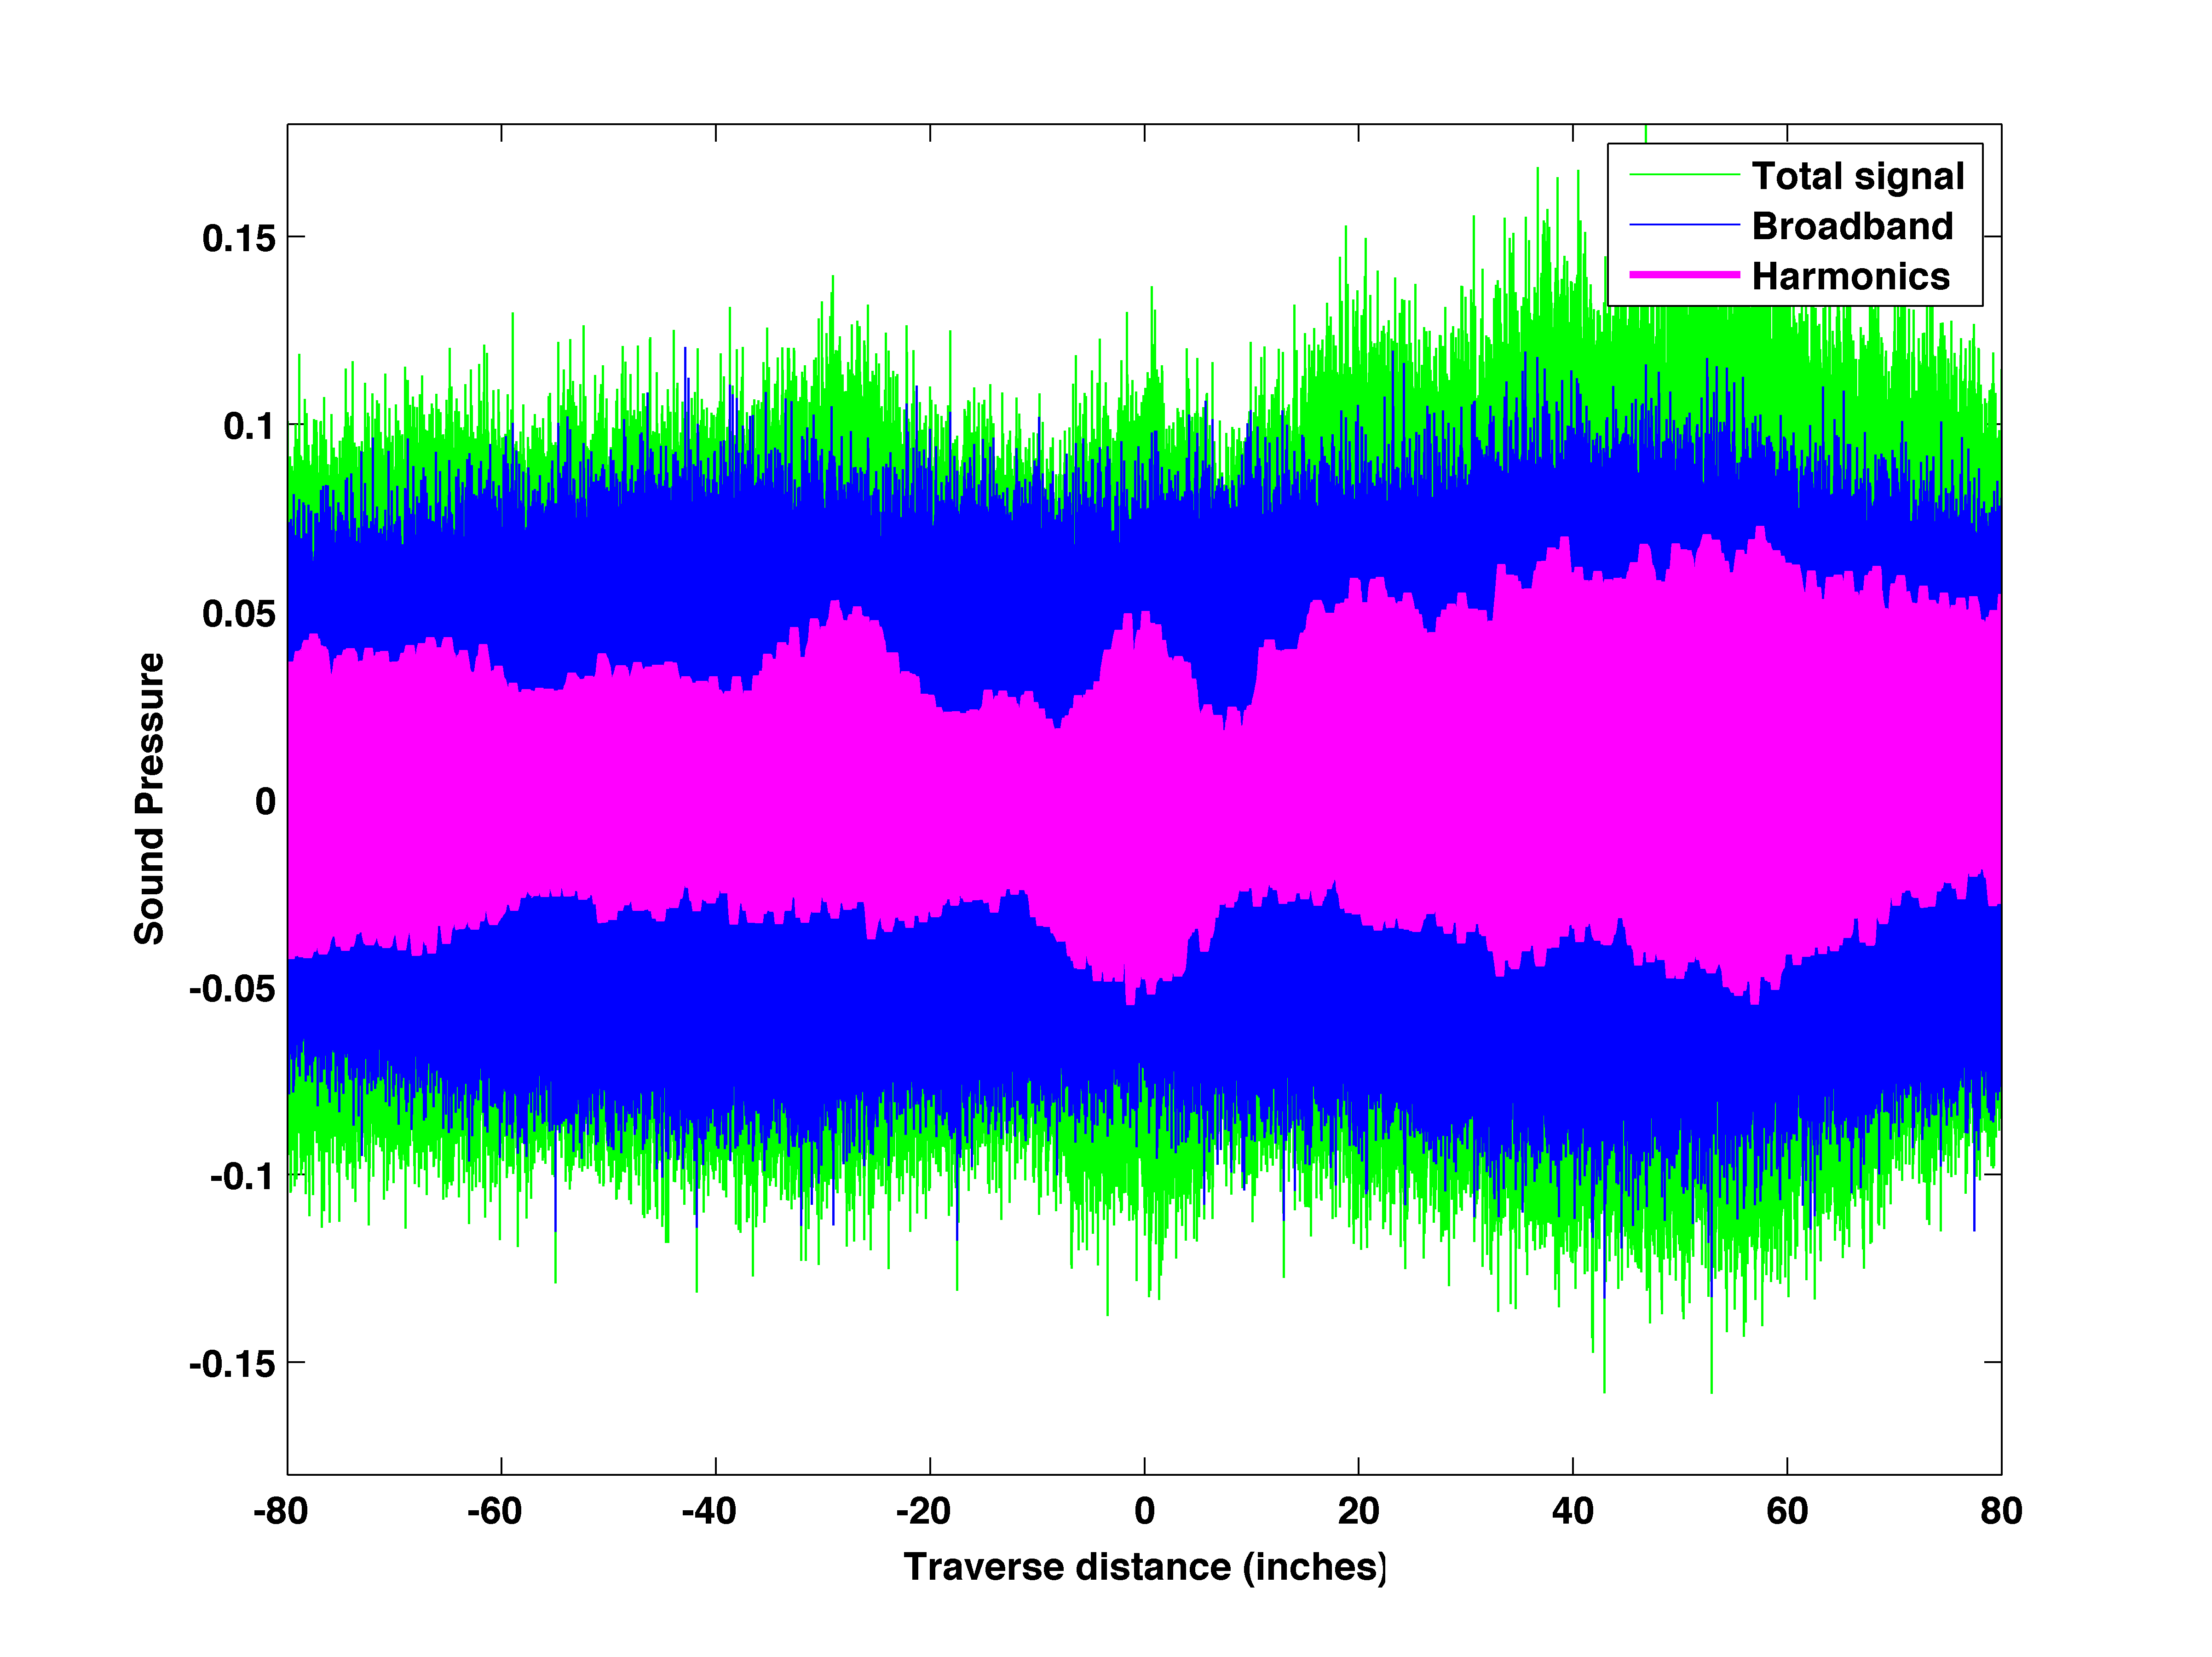 Total signal
Broadband
Harmonics
0.15
0.1
0.05
0
-0.05
-0.1
-0.15
Sound Pressure
-80 -60 -40 -20 0 20 40 60 80
Traverse distance (inches)